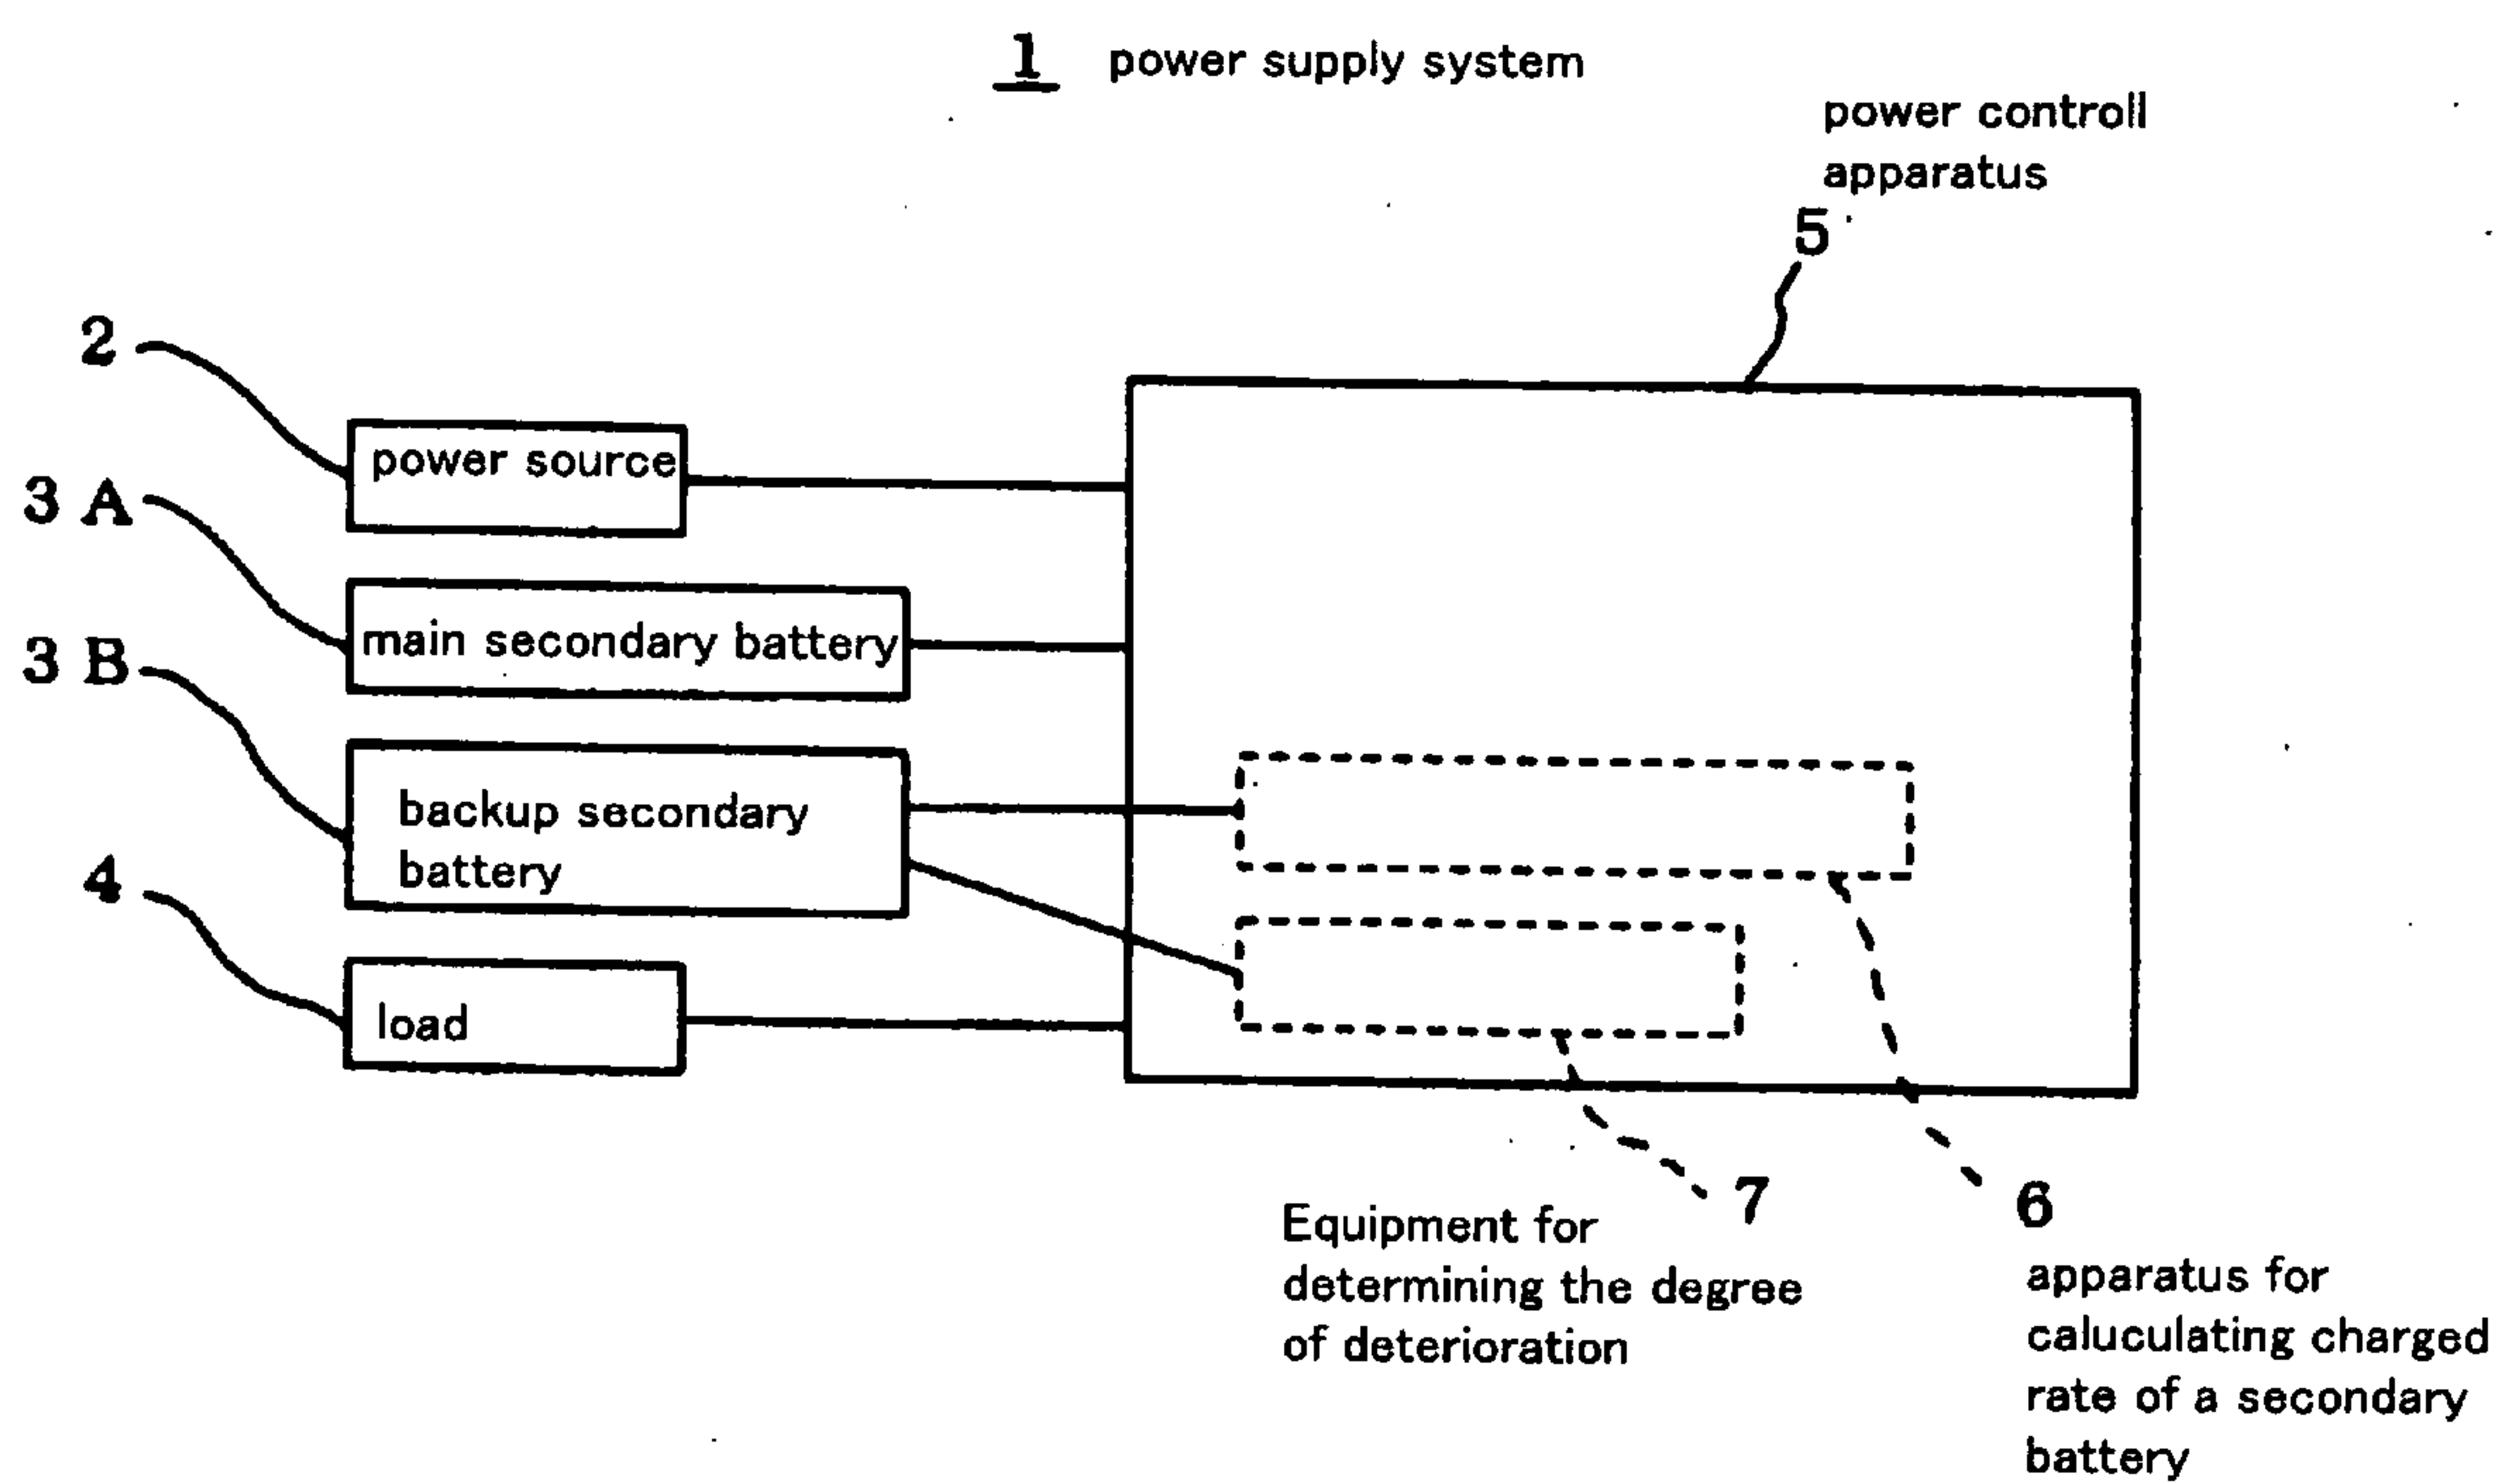 1 power supply system
power controll
apparatus
5
2
power source
3 A
main secondary battery
3 B
backup secondary
battery
4
load
7
Equipment for
determining the degree
of deterioration
6
apparatus for
caluculating charged
rate of a secondary
battery